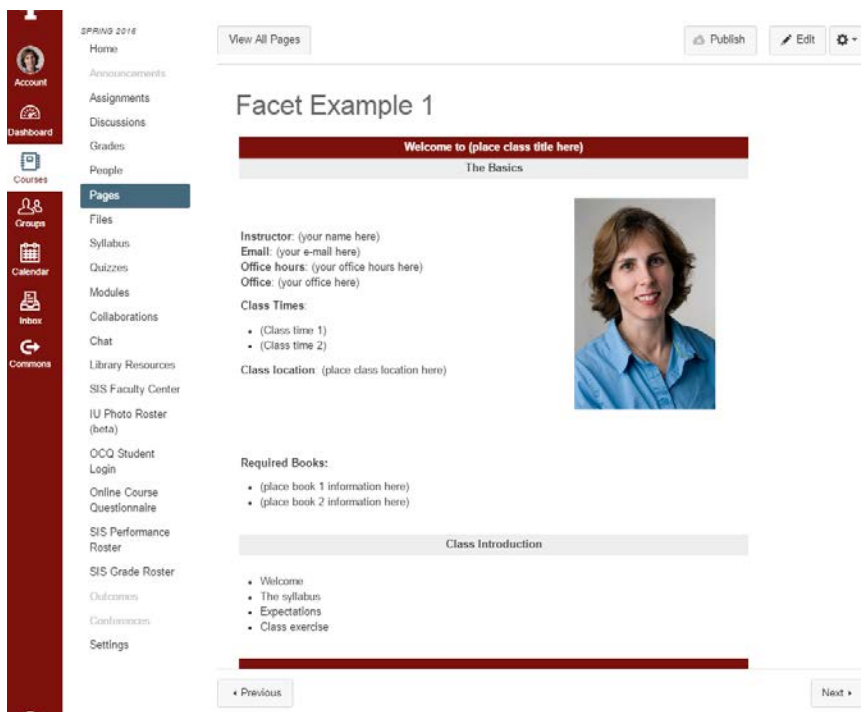 Account
Dashboard
Courses
Groups
Calendar
Inbox
Commons
SPRING 2016
Home
Announcements
Assignments
Discussions
Grades
People
Pages
Files
Syllabus
Quizzes
Modules
Collaborations
Chat
Library Resources
SIS Faculty Center
IU Photo Roster
(beta)
OCQ Student
Login
Online Course
Questionnaire
SIS Performance
Roster
SIS Grade Roster
Outcomes
Conferences
Settings
View All Pages
Publish
Edit
Facet Example 1
Welcome to (place class title here)
The Basics
Instructor: (your name here)
Email: (your e-mail here)
Office hours: (your office hours here)
Office: (your office here)
Class Times:
• (Class time 1)
• (Class time 2)
Class location: (place class location here)
Required Books:
• (place book 1 information here)
• (place book 2 information here)
Class Introduction
• Welcome
• The syllabus
• Expectations
• Class exercise
Previous
Next